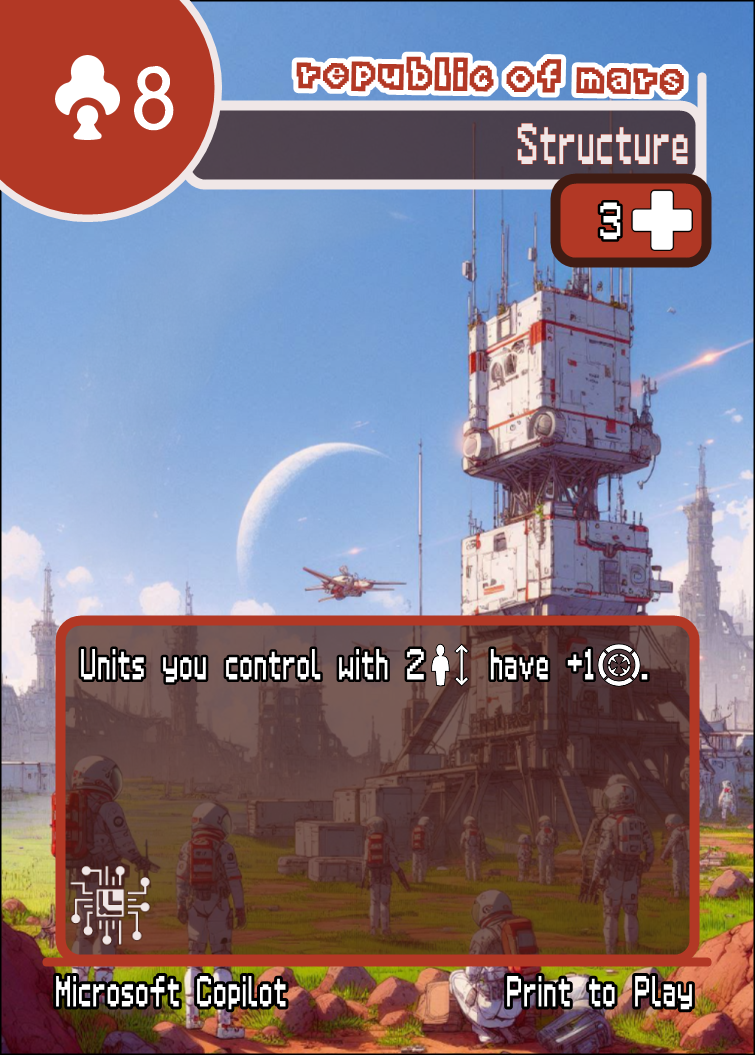 8
republic of mars
Structure
3
Units you control with 2 have +1.
Microsoft Copilot
Print to Play